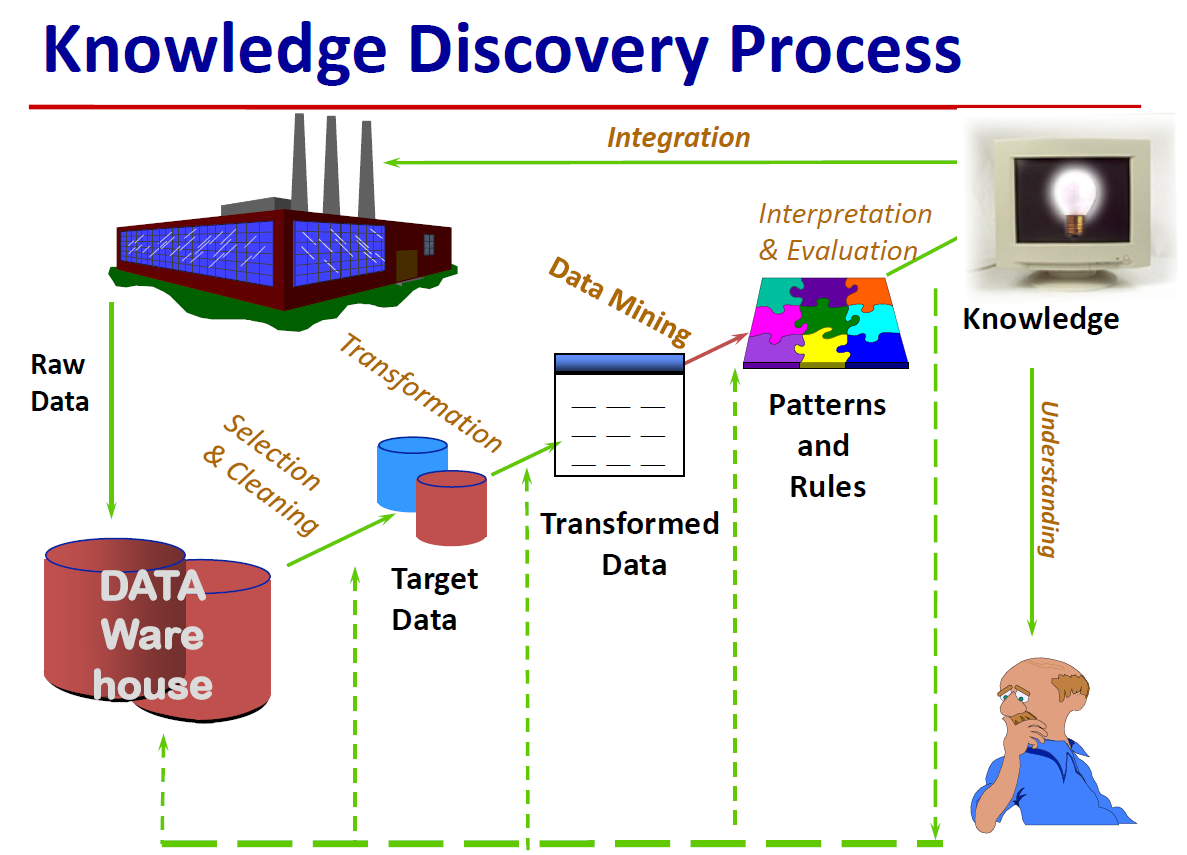 Knowledge Discovery Process
Integration
Interpretation
& Evaluation
Data Mining
Knowledge
Transformation
Raw
Data
Selection
& Cleaning
Patterns
and
Rules
Understanding
Transformed
Data
Target
Data
DATA
Ware
house